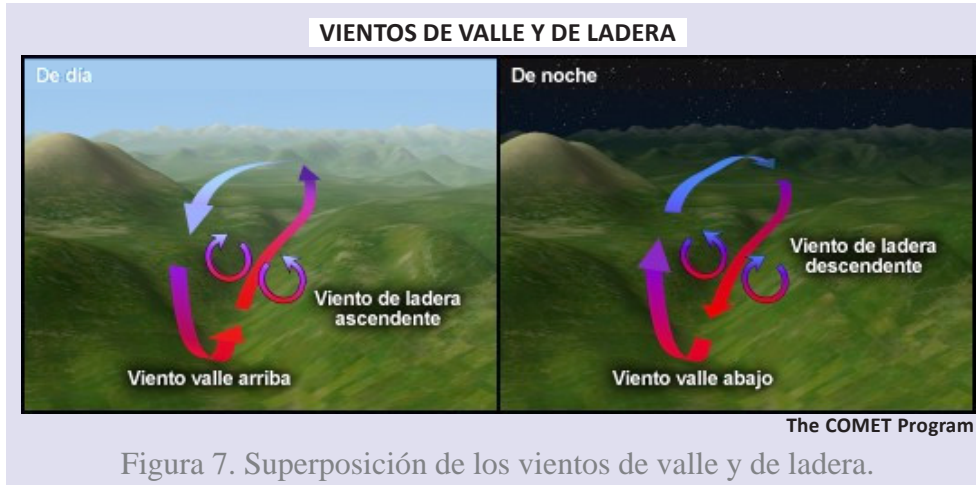 VIENTOS DE VALLE Y DE LADERA
De día
Viento de ladera
ascendente
Viento valle arriba
De noche
Viento de ladera
descendente
Viento valle abajo
The COMET Program
Figura 7. Superposición de los vientos de valle y de ladera.